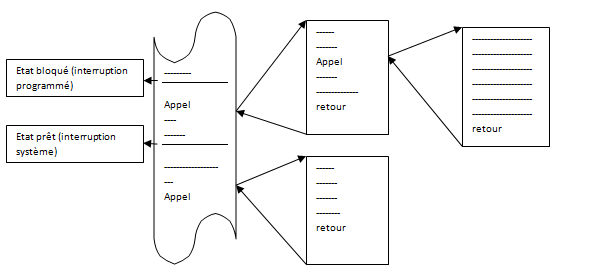 Etat bloqué (interruption
programmé)
Etat prêt (interruption
système)
---------
Appel
----
-------
------------------
---
Appel
------
-------
Appel
-------
--------------
retour
--------------------
--------------------
--------------------
--------------------
--------------------
--------------------
retour
------
-------
-------
-------
--------
retour